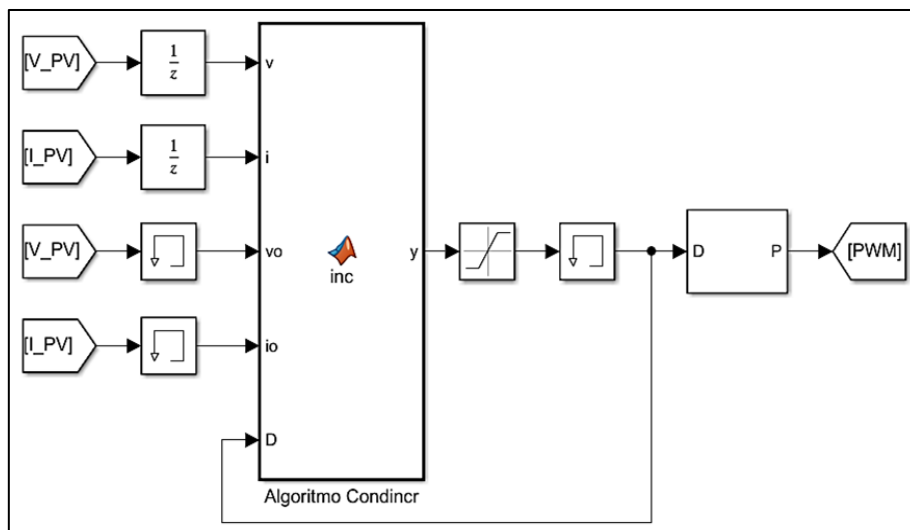 [V_PV]
1
z
v
[I_PV]
1
z
i
[V_PV]
vo
inc
y
D
P
[PWM]
[I_PV]
io
D
Algoritmo Condincr